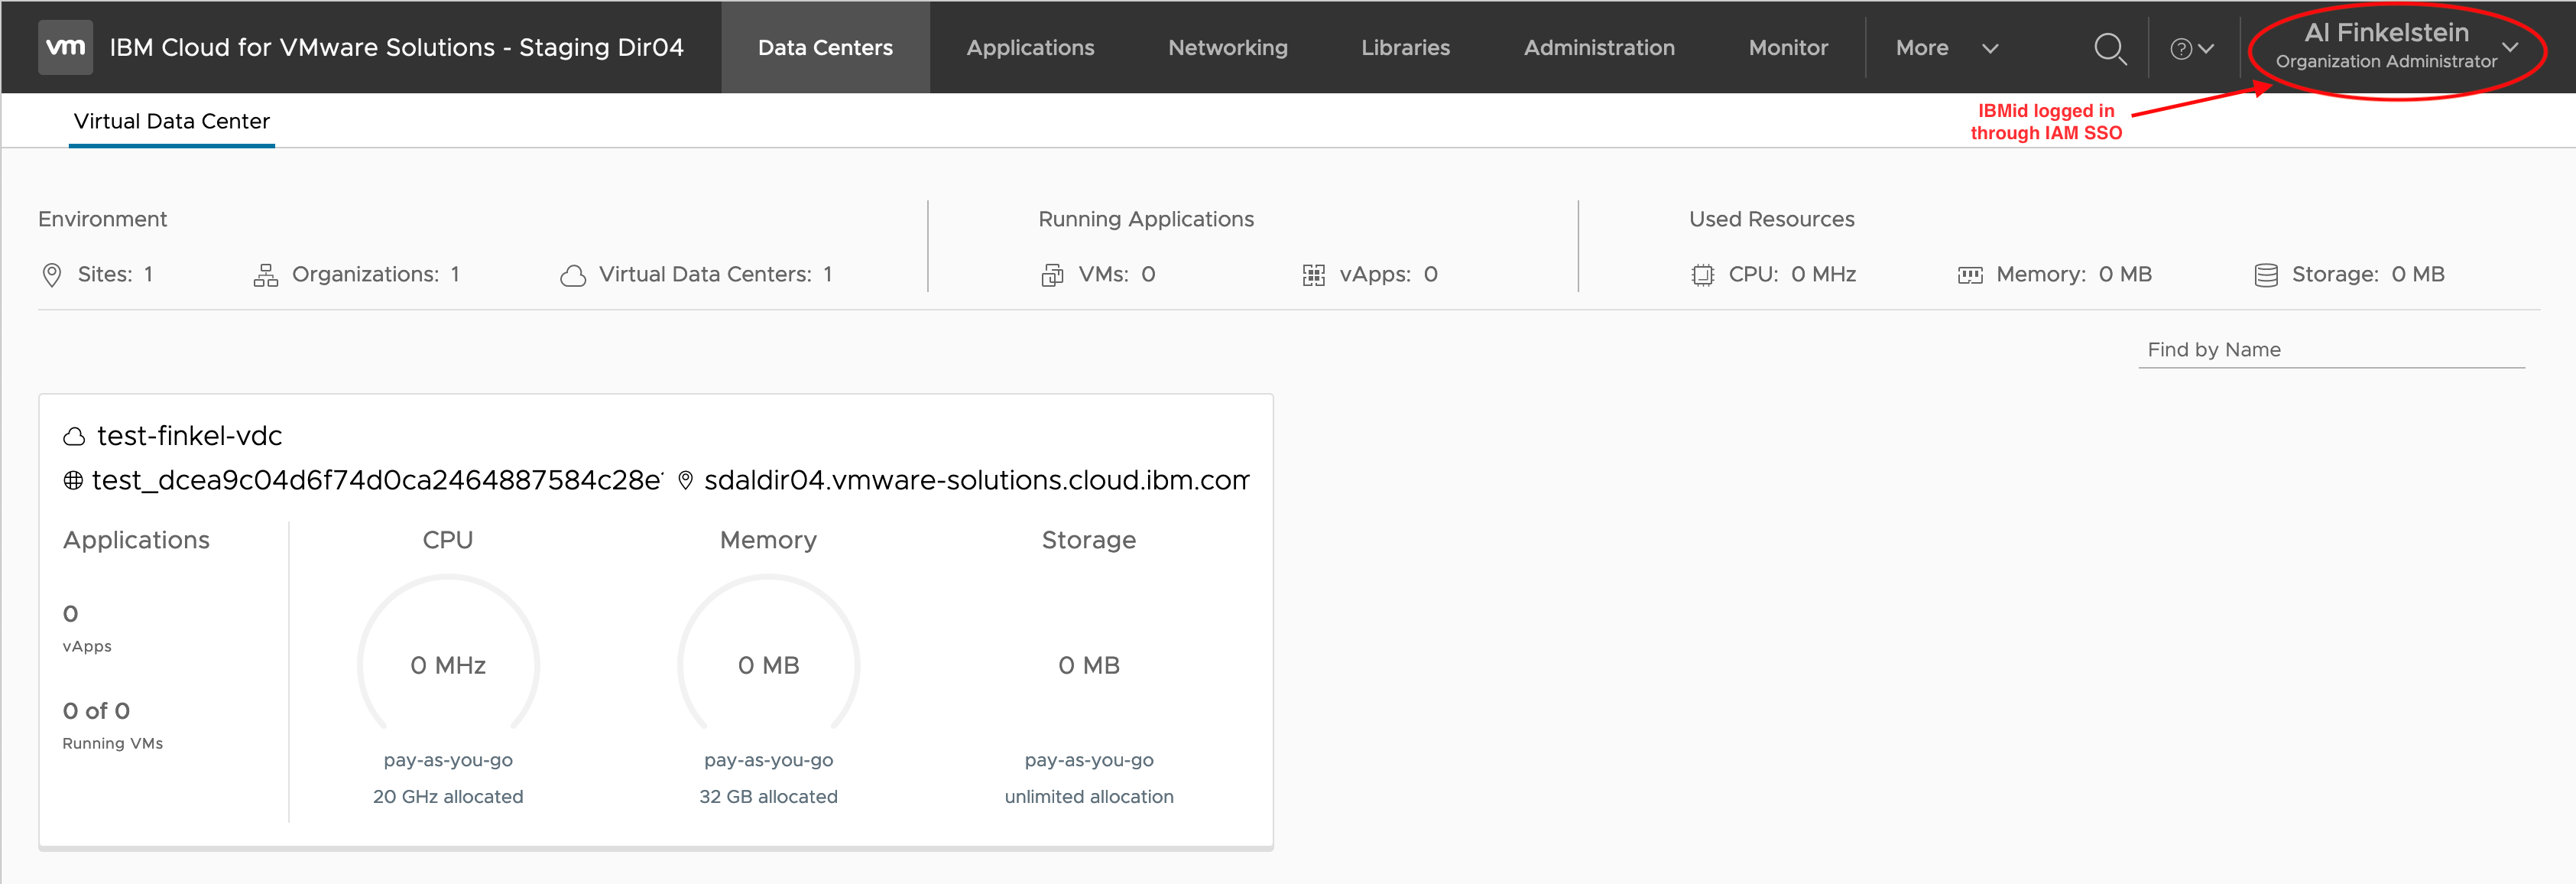 vm IBM Cloud for VMware Solutions - Staging Dir04 Data Centers Applications Networking Libraries Administration Monitor More ? Al Finkelstein
Organization Administrator
IBMid logged in
through IAM SSO
Virtual Data Center
Environment Running Applications Used Resources
Sites: 1 Organizations: 1 Virtual Data Centers: 1 VMs: 0 vApps: 0 CPU: 0 MHz Memory: 0 MB Storage: 0 MB
Find by Name
test-finkel-vdc
test_dcea9c04d6f74d0ca2464887584c28e sdaldir04.vmware-solutions.cloud.ibm.com
Applications CPU Memory Storage
0
vApps
0 MHz 0 MB 0 MB
0 of 0
Running VMs
pay-as-you-go pay-as-you-go pay-as-you-go
20 GHz allocated 32 GB allocated unlimited allocation